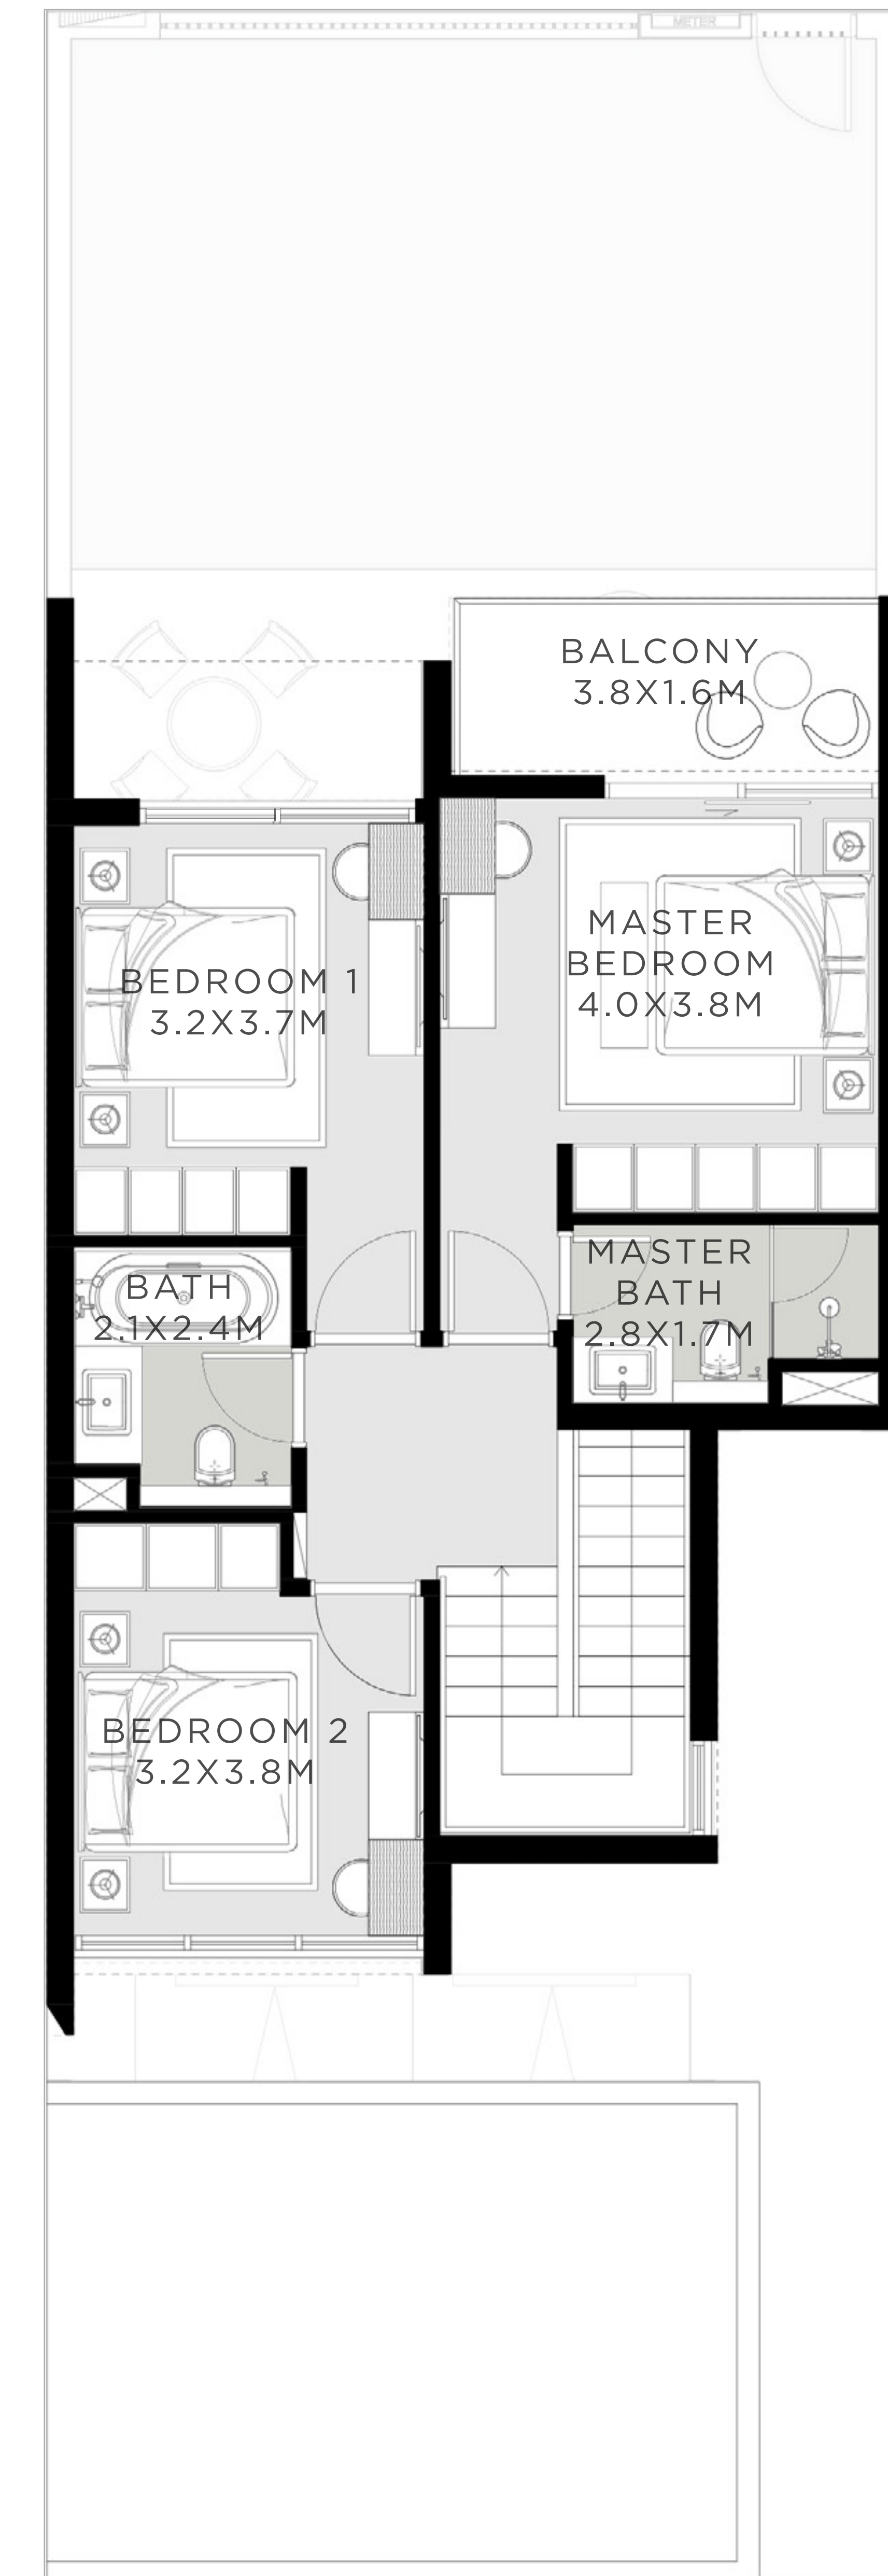 METER
BALCONY
3.8X1.6M
MASTER
BEDROOM
4.0X3.8M
BEDROOM 1
3.2X3.7M
MASTER
BATH
2.8X1.7M
BATH
2.1X2.4M
BEDROOM 2
3.2X3.8M